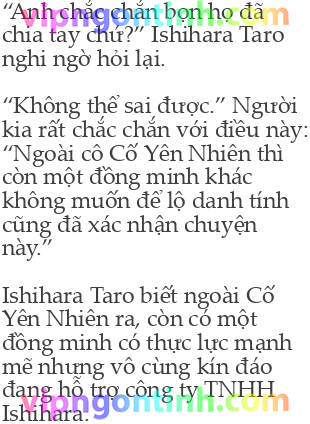 “Anh chắc chắn bọn họ đã
vipngontinh.com
chia tay chứ?” Ishihara Taro
nghi ngờ hỏi lại.
“Không thể sai được.” Người
kia rất chắc chắn với điều này:
“Ngoài cô Cố Yên Nhiên thì
còn một đồng minh khác
không muốn để lộ danh tính
cũng đã xác nhận chuyện
này.”
Ishihara Taro biết ngoài Cố
Yên Nhiên ra, còn có một
đồng minh có thực lực mạnh
mẽ nhưng vô cùng kín đáo
đang hỗ trợ công ty TNHH
vipngontinh.com
Ishihara.